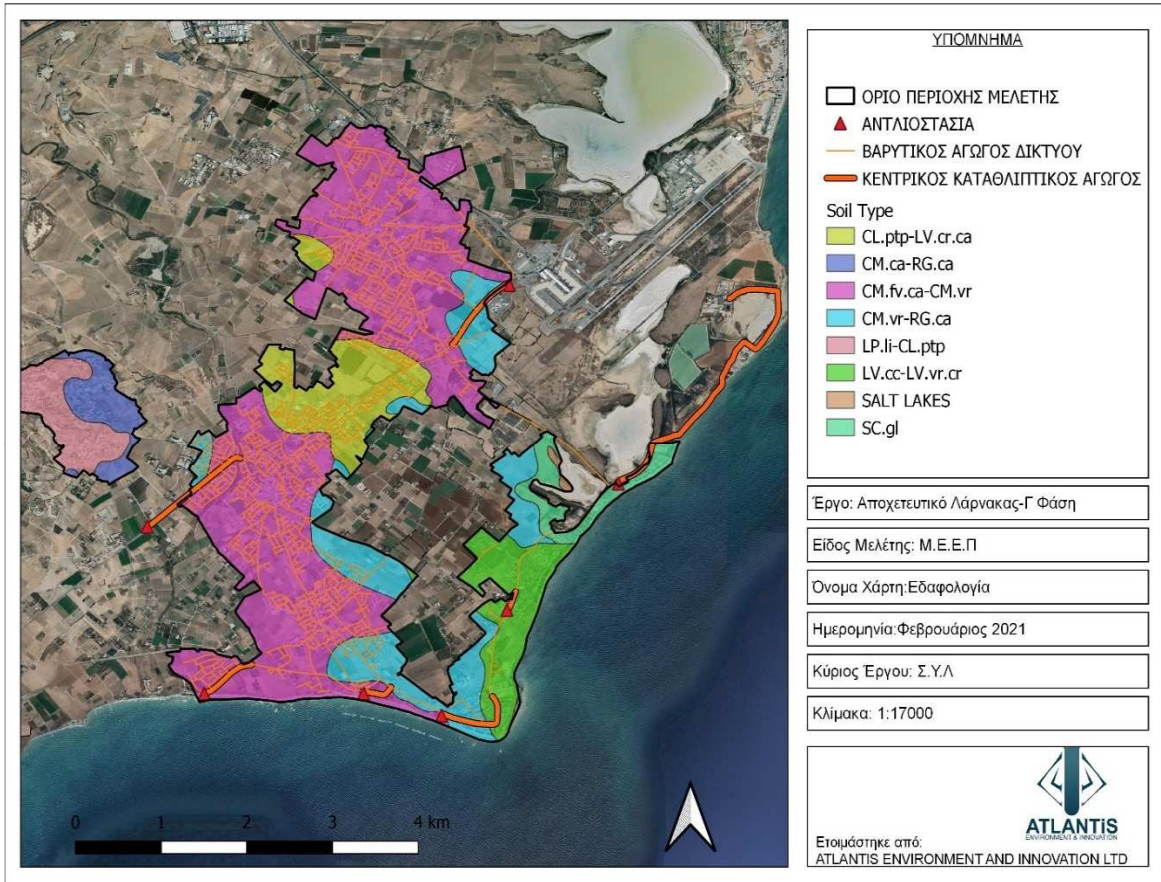 ΥΠΟΜΝΗΜΑ
ΟΡΙΟ ΠΕΡΙΟΧΗΣ ΜΕΛΕΤΗΣ
ΑΝΤΛΙΟΣΤΑΣΙΑ
ΒΑΡΥΤΙΚΟΣ ΑΓΩΓΟΣ ΔΙΚΤΥΟΥ
ΚΕΝΤΡΙΚΟΣ ΚΑΤΑΘΛΙΠΤΙΚΟΣ ΑΓΩΓΟΣ
Soil Type
CL.ptp-LV.cr.ca
CM.ca-RG.ca
CM.fv.ca-CM.vr
CM.vr-RG.ca
LP.li-CL.ptp
LV.cc-LV.vr.cr
SALT LAKES
SC.gl
Έργο: Αποχετευτικό Λάρνακας-Γ Φάση
Είδος Μελέτης: Μ.Ε.Ε.Π
Όνομα Χάρτη:Εδαφολογία
Ημερομηνία:Φεβρουάριος 2021
Κύριος Έργου: Σ.Υ.Λ
Κλίμακα: 1:17000
ATLANTiS
ENVIRONMENT & INNOVATION
Ετοιμάστηκε από:
ATLANTIS ENVIRONMENT AND INNOVATION LTD
0 1 2 3 4 km